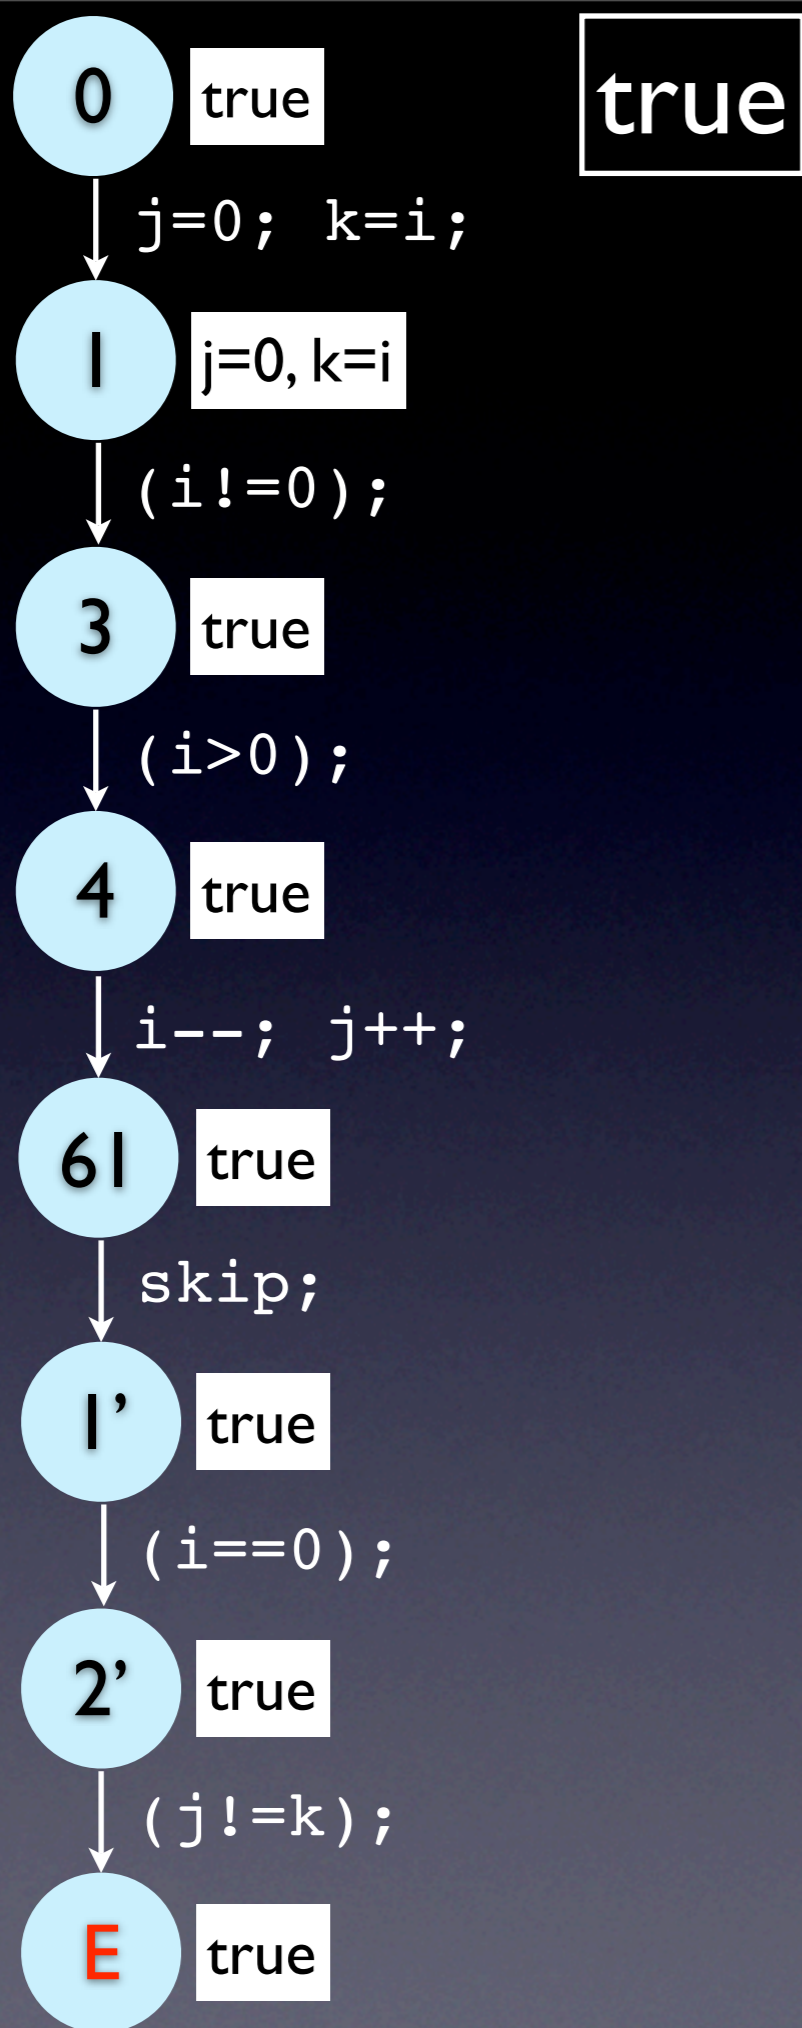 0 true true
j=0; k=i;
1 j=0, k=i
(i!=0);
3 true
(i>0);
4 true
i--; j++;
61 true
skip;
1’ true
(i==0);
2’ true
(j!=k);
E true